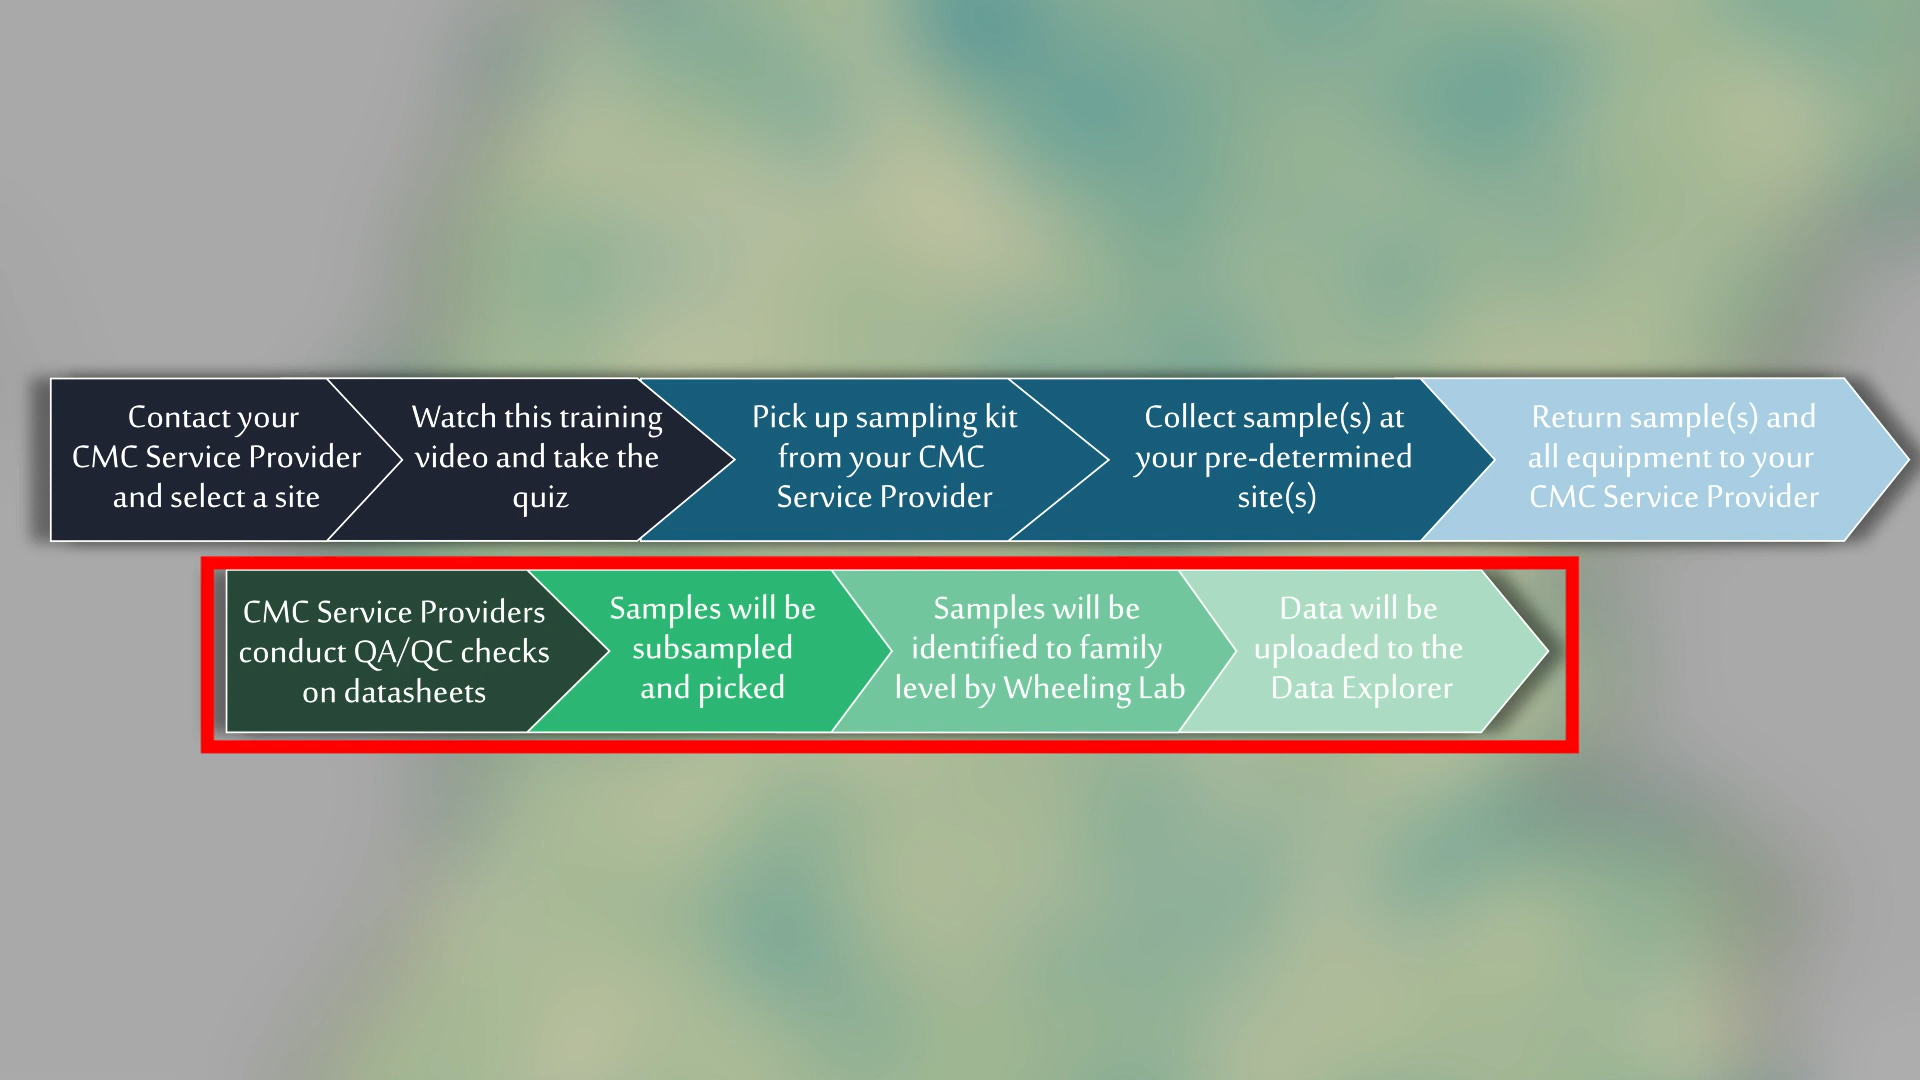 Contact your
CMC Service Provider
and select a site
Watch this training
video and take the
quiz
Pick up sampling kit
from your CMC
Service Provider
Collect sample(s) at
your pre-determined
site(s)
Return sample(s) and
all equipment to your
CMC Service Provider
CMC Service Providers
conduct QA/QC checks
on datasheets
Samples will be
subsampled
and picked
Samples will be
identified to family
level by Wheeling Lab
Data will be
uploaded to the
Data Explorer